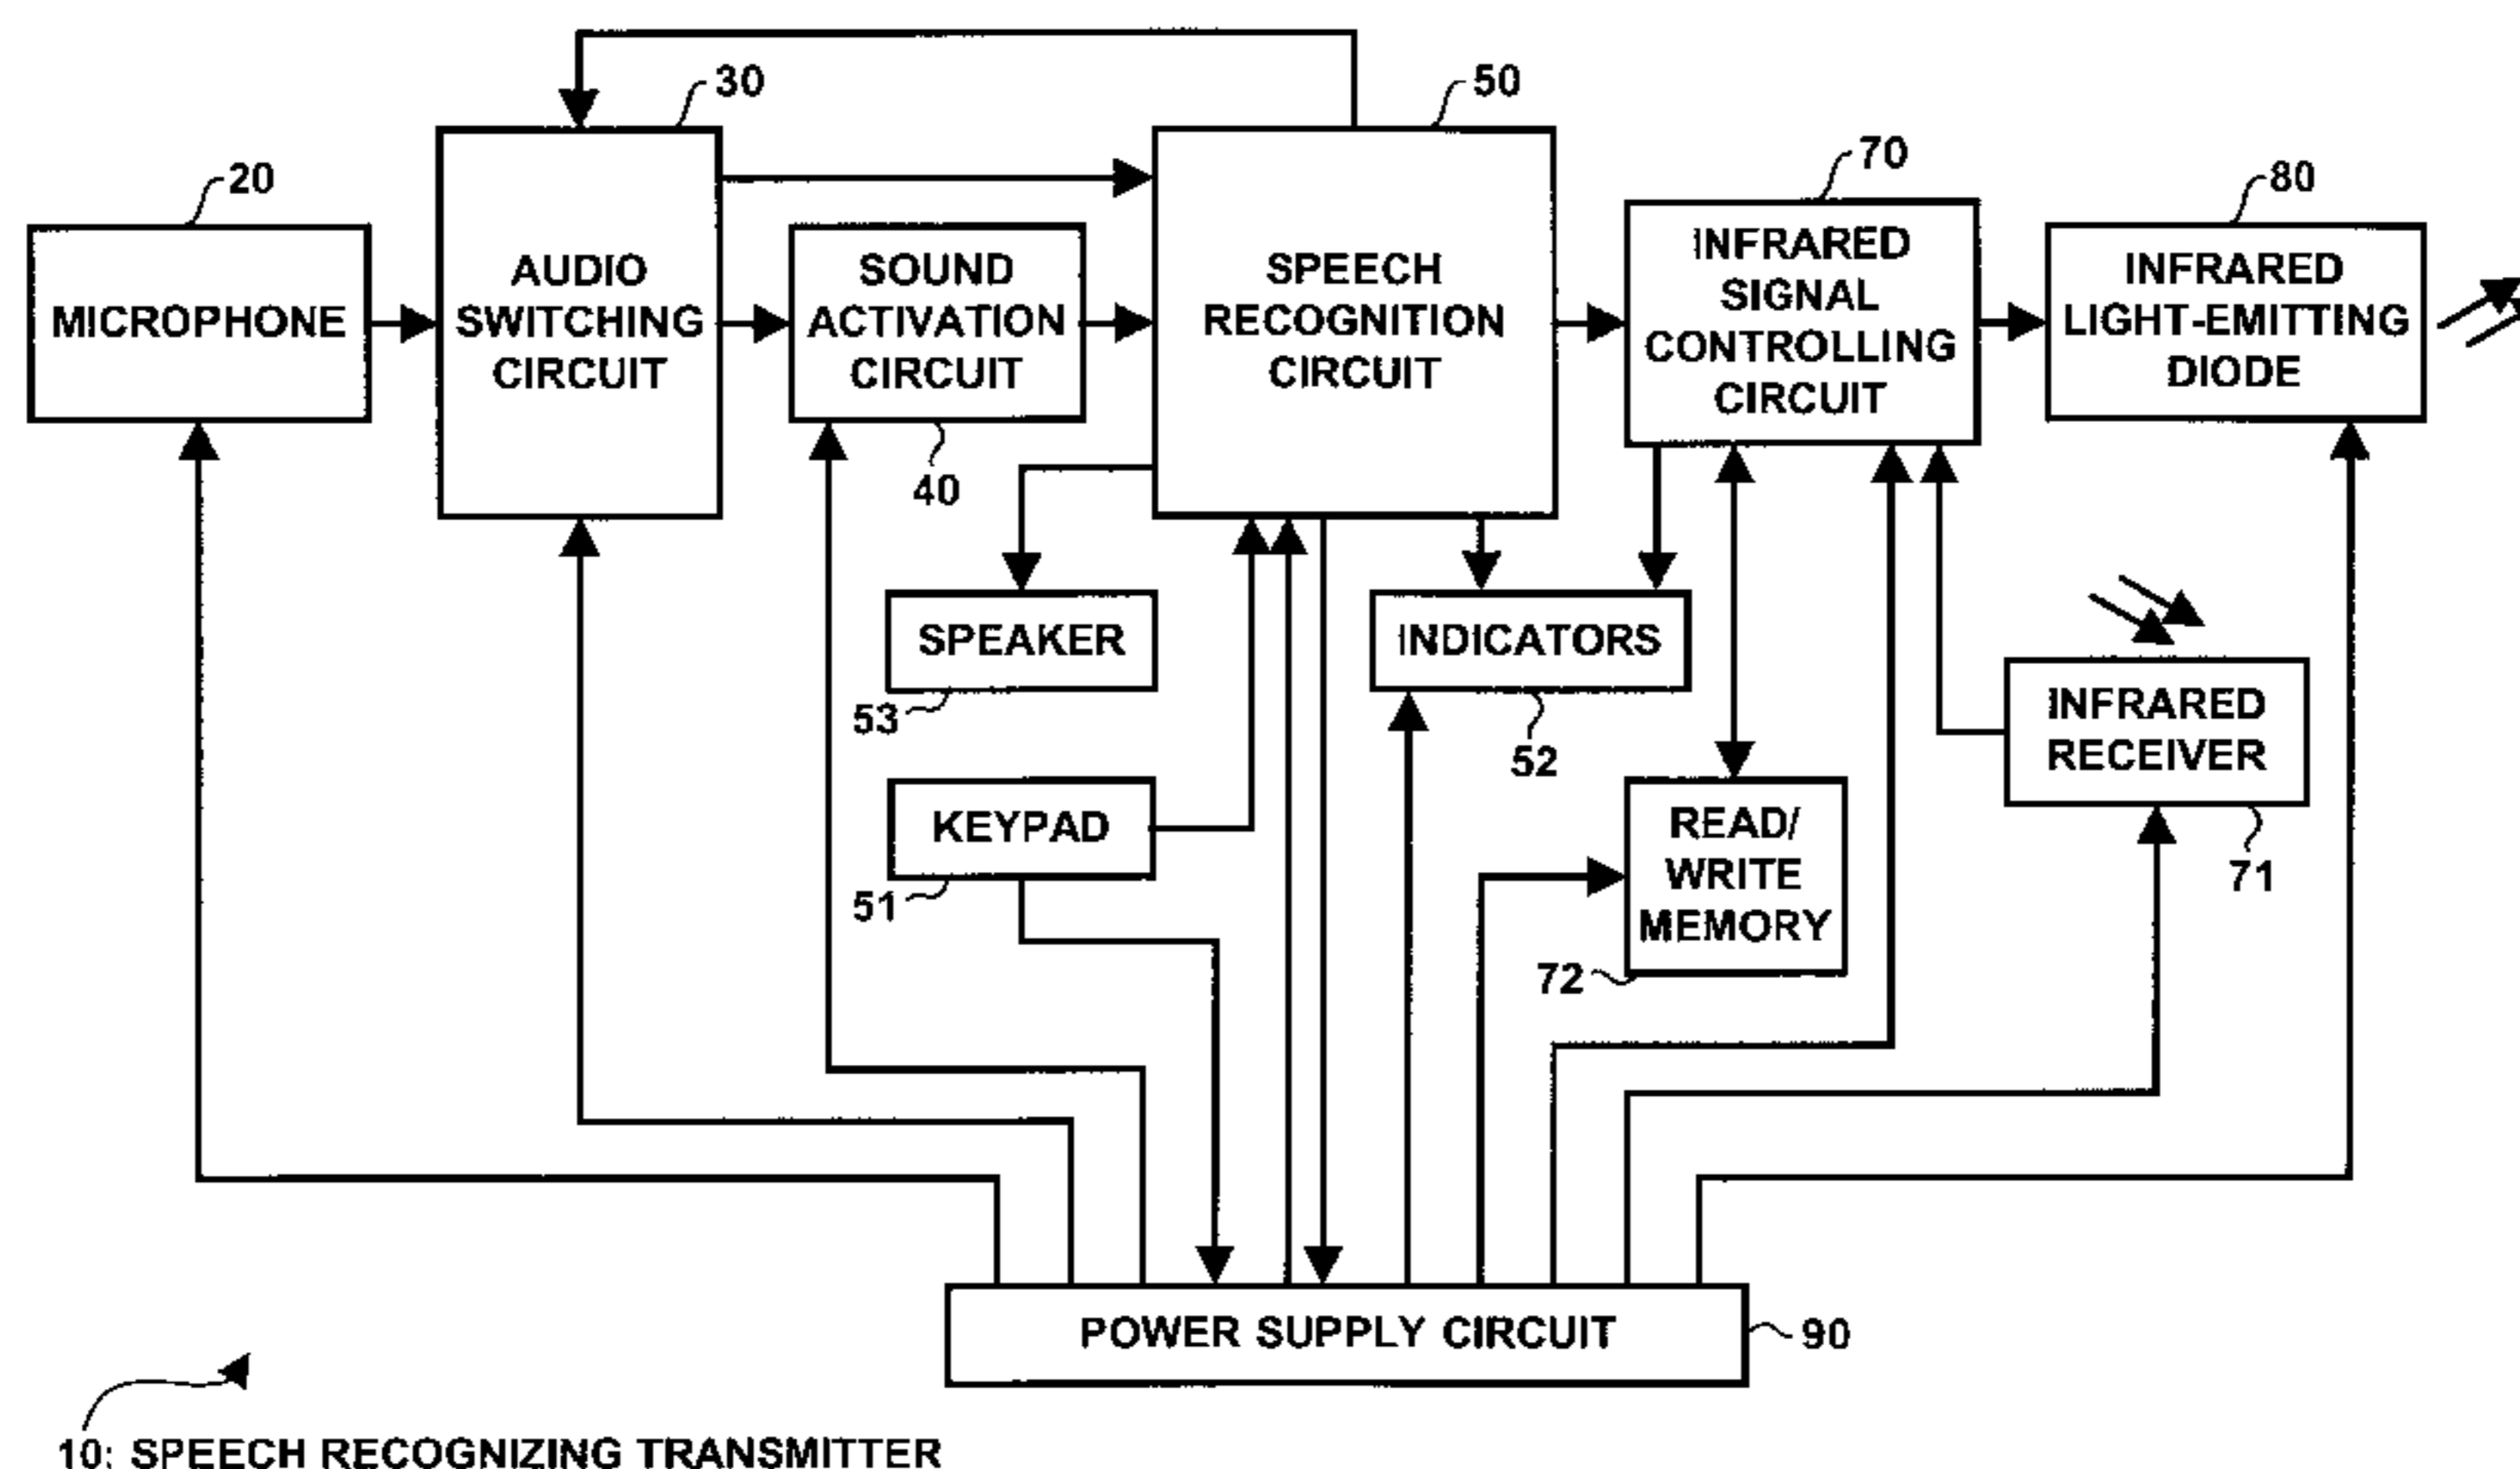 30
50
20
70
80
MICROPHONE
AUDIO
SWITCHING
CIRCUIT
SOUND
ACTIVATION
CIRCUIT
40
SPEECH
RECOGNITION
CIRCUIT
INFRARED
SIGNAL
CONTROLLING
CIRCUIT
INFRARED
LIGHT-EMITTING
DIODE
SPEAKER
53
INDICATORS
52
INFRARED
RECEIVER
71
KEYPAD
51
READ/
WRITE
MEMORY
72
POWER SUPPLY CIRCUIT
90
10: SPEECH RECOGNIZING TRANSMITTER